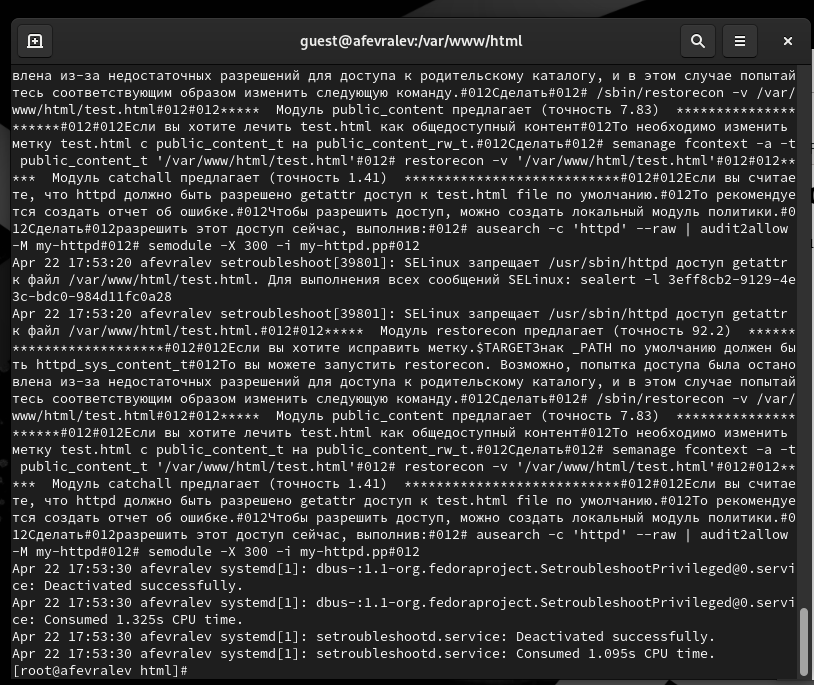 guest@afevralev:/var/www/html
влена из-за недостаточных разрешений для доступа к родительскому каталогу, и в этом случае попытай
тесь соответствующим образом изменить следующую команду.#012Сделать#012# /sbin/restorecon -v /var/
www/html/test.html#012#012*****  Модуль public_content предлагает (точность 7.83)  *****************
******#012#012Если вы хотите лечить test.html как общедоступный контент#012То необходимо изменить
метку test.html с public_content_t на public_content_rw_t.#012Сделать#012# semanage fcontext -a -t
 public_content_t '/var/www/html/test.html'#012# restorecon -v '/var/www/html/test.html'#012#012**
***  Модуль catchall предлагает (точность 1.41)  ***************************#012#012Если вы считае
те, что httpd должно быть разрешено getattr доступ к test.html file по умолчанию.#012То рекомендуе
тся создать отчет об ошибке.#012Чтобы разрешить доступ, можно создать локальный модуль политики.#0
12Сделать#012разрешить этот доступ сейчас, выполнив:#012# ausearch -c 'httpd' --raw | audit2allow
-M my-httpd#012# semodule -X 300 -i my-httpd.pp#012
Apr 22 17:53:20 afevralev setroubleshoot[39801]: SELinux запрещает /usr/sbin/httpd доступ getattr
к файл /var/www/html/test.html. Для выполнения всех сообщений SELinux: sealert -l 3eff8cb2-9129-4e
3c-bdc0-984d11fc0a28
Apr 22 17:53:20 afevralev setroubleshoot[39801]: SELinux запрещает /usr/sbin/httpd доступ getattr
к файл /var/www/html/test.html.#012#012*****  Модуль restorecon предлагает (точность 92.2)  ******
*********************#012#012Если вы хотите исправить метку.$TARGETЗнак _PATH по умолчанию должен бы
ть httpd_sys_content_t#012То вы можете запустить restorecon. Возможно, попытка доступа была остано
влена из-за недостаточных разрешений для доступа к родительскому каталогу, и в этом случае попытай
тесь соответствующим образом изменить следующую команду.#012Сделать#012# /sbin/restorecon -v /var/
www/html/test.html#012#012*****  Модуль public_content предлагает (точность 7.83)  *****************
******#012#012Если вы хотите лечить test.html как общедоступный контент#012То необходимо изменить
метку test.html с public_content_t на public_content_rw_t.#012Сделать#012# semanage fcontext -a -t
 public_content_t '/var/www/html/test.html'#012# restorecon -v '/var/www/html/test.html'#012#012**
***  Модуль catchall предлагает (точность 1.41)  ***************************#012#012Если вы считае
те, что httpd должно быть разрешено getattr доступ к test.html file по умолчанию.#012То рекомендуе
тся создать отчет об ошибке.#012Чтобы разрешить доступ, можно создать локальный модуль политики.#0
12Сделать#012разрешить этот доступ сейчас, выполнив:#012# ausearch -c 'httpd' --raw | audit2allow
-M my-httpd#012# semodule -X 300 -i my-httpd.pp#012
Apr 22 17:53:30 afevralev systemd[1]: dbus-:1.1-org.fedoraproject.SetroubleshootPrivileged@0.servi
ce: Deactivated successfully.
Apr 22 17:53:30 afevralev systemd[1]: dbus-:1.1-org.fedoraproject.SetroubleshootPrivileged@0.servi
ce: Consumed 1.325s CPU time.
Apr 22 17:53:30 afevralev systemd[1]: setroubleshootd.service: Deactivated successfully.
Apr 22 17:53:30 afevralev systemd[1]: setroubleshootd.service: Consumed 1.095s CPU time.
[root@afevralev html]#